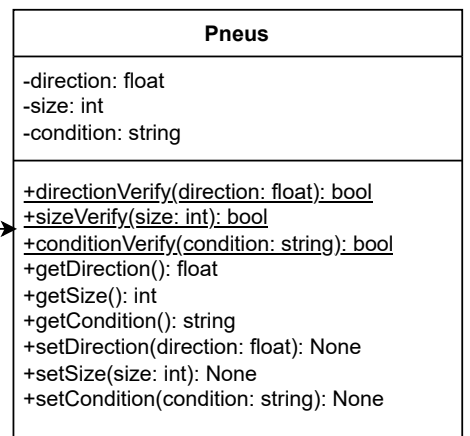 Pneus
-direction: float
-size: int
-condition: string
+directionVerify(direction: float): bool
+sizeVerify(size: int): bool
+conditionVerify(condition: string): bool
+getDirection(): float
+getSize(): int
+getCondition(): string
+setDirection(direction: float): None
+setSize(size: int): None
+setCondition(condition: string): None